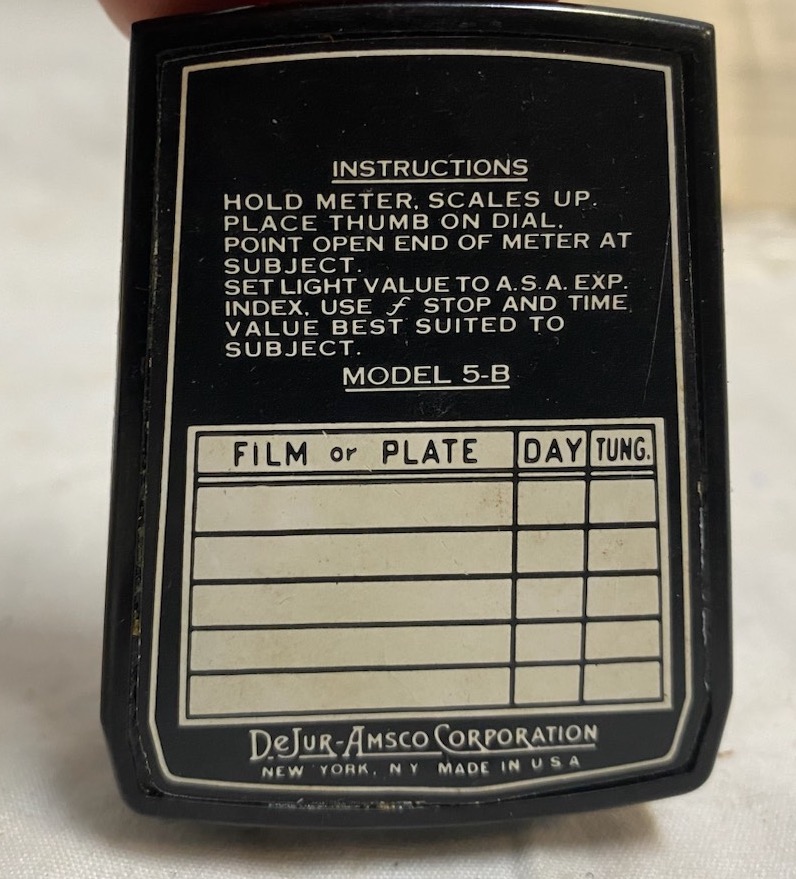 INSTRUCTIONS
HOLD METER, SCALES UP.
PLACE THUMB ON DIAL.
POINT OPEN END OF METER AT
SUBJECT.
SET LIGHT VALUE TO A.S.A. EXP.
INDEX. USE ƒ STOP AND TIME
VALUE BEST SUITED TO
SUBJECT.
MODEL 5-B
FILM or PLATE DAY TUNG.
DeJUR-AMSCO CORPORATION
NEW YORK, N Y MADE IN U S A